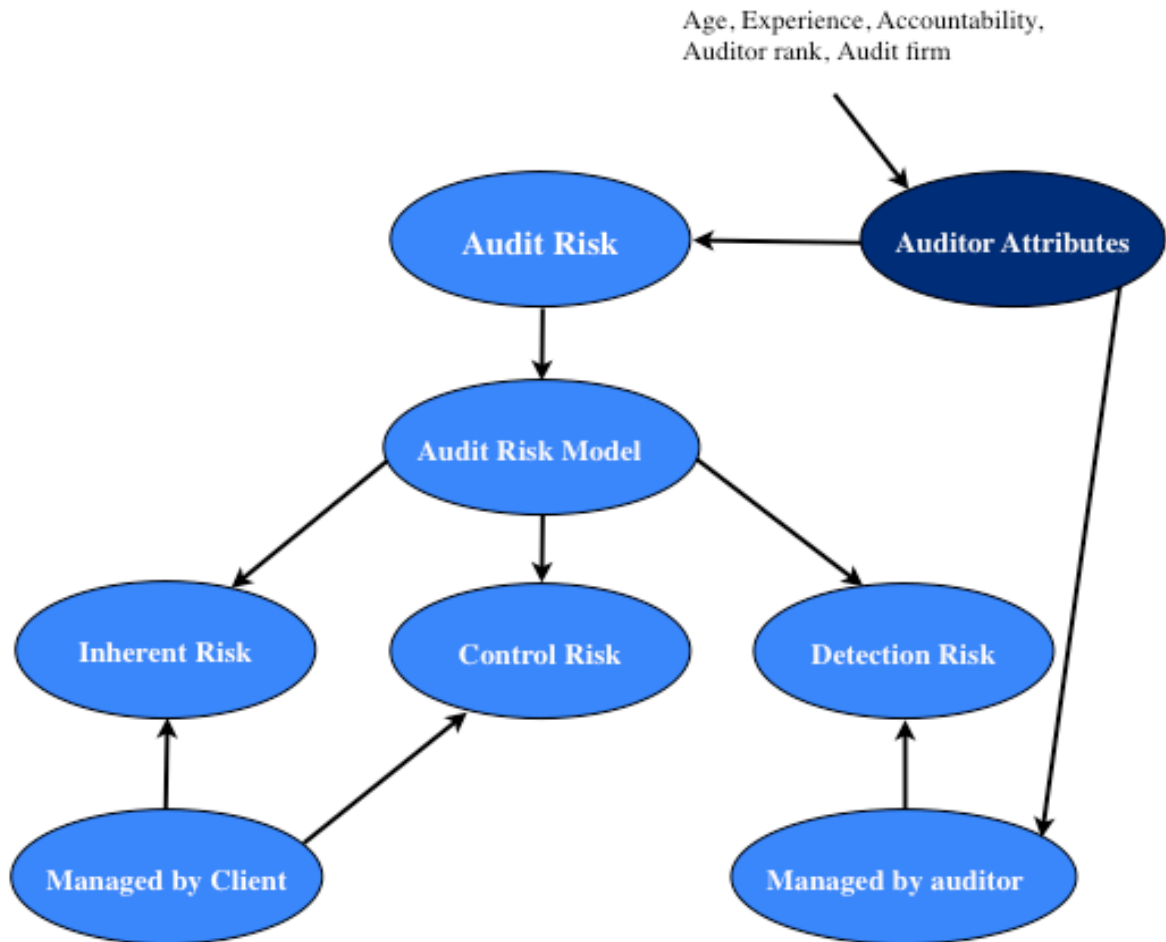 Age, Experience, Accountability,
Auditor rank, Audit firm
Audit Risk
Auditor Attributes
Audit Risk Model
Inherent Risk
Control Risk
Detection Risk
Managed by Client
Managed by auditor